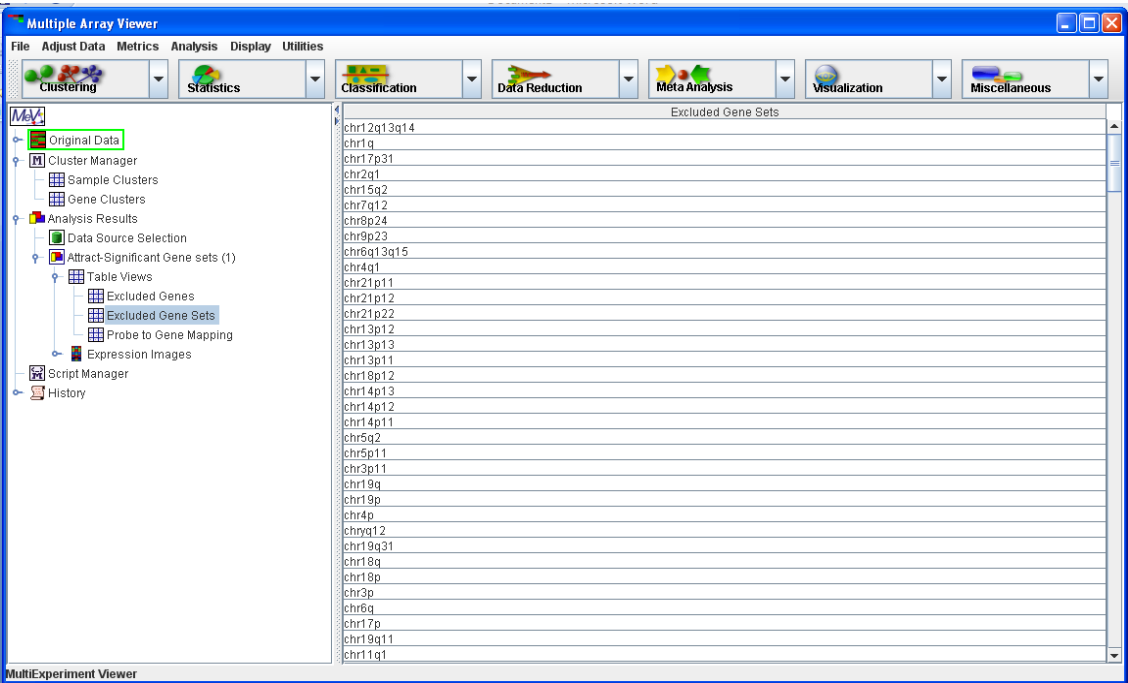 Multiple Array Viewer
File Adjust Data Metrics Analysis Display Utilities
Clustering Statistics Classification Data Reduction Meta Analysis Visualization Miscellaneous
MeV
Original Data
Cluster Manager
Sample Clusters
Gene Clusters
Analysis Results
Data Source Selection
Attract-Significant Gene sets (1)
Table Views
Excluded Genes
Excluded Gene Sets
Probe to Gene Mapping
Expression Images
Script Manager
History
Excluded Gene Sets
chr12q13q14
chr1q
chr17p31
chr2q1
chr15q2
chr7q12
chr8p24
chr9p23
chr6q13q15
chr4q1
chr21p11
chr21p12
chr21p22
chr13p12
chr13p13
chr13p11
chr18p12
chr14p13
chr14p12
chr14p11
chr5q2
chr5p11
chr3p11
chr19q
chr19p
chr4p
chryq12
chr19q31
chr18q
chr18p
chr3p
chr6q
chr17p
chr19q11
chr11q1
MultiExperiment Viewer